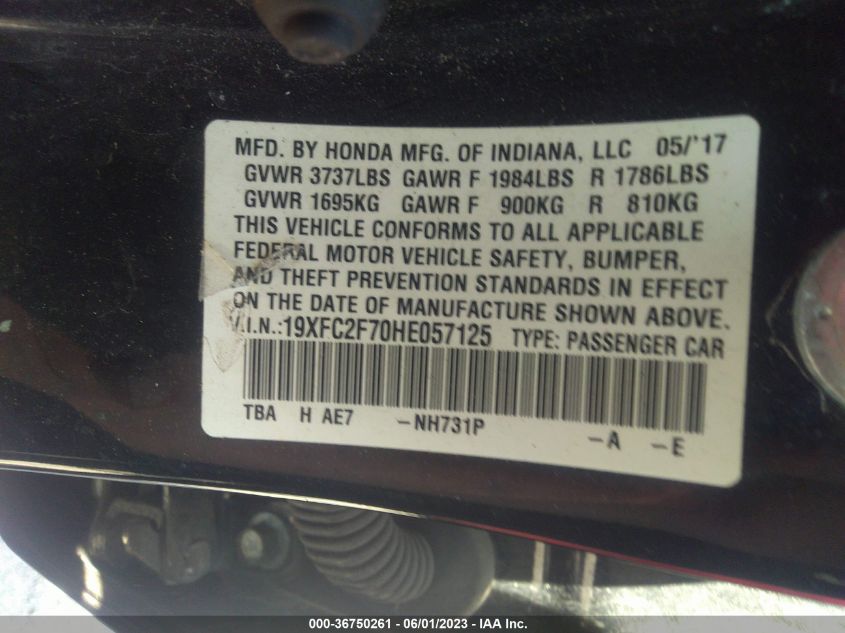 MFD. BY HONDA MFG. OF INDIANA, LLC 05/'17
GVWR 3737LBS GAWR F 1984LBS R 1786LBS
GVWR 1695KG GAWR F 900KG R 810KG
THIS VEHICLE CONFORMS TO ALL APPLICABLE
FEDERAL MOTOR VEHICLE SAFETY, BUMPER,
AND THEFT PREVENTION STANDARDS IN EFFECT
ON THE DATE OF MANUFACTURE SHOWN ABOVE.
V.I.N.:19XFC2F70HE057125 TYPE: PASSENGER CAR
TBA H AE7 -NH731P -A -E
000-36750261 - 06/01/2023 - IAA Inc.